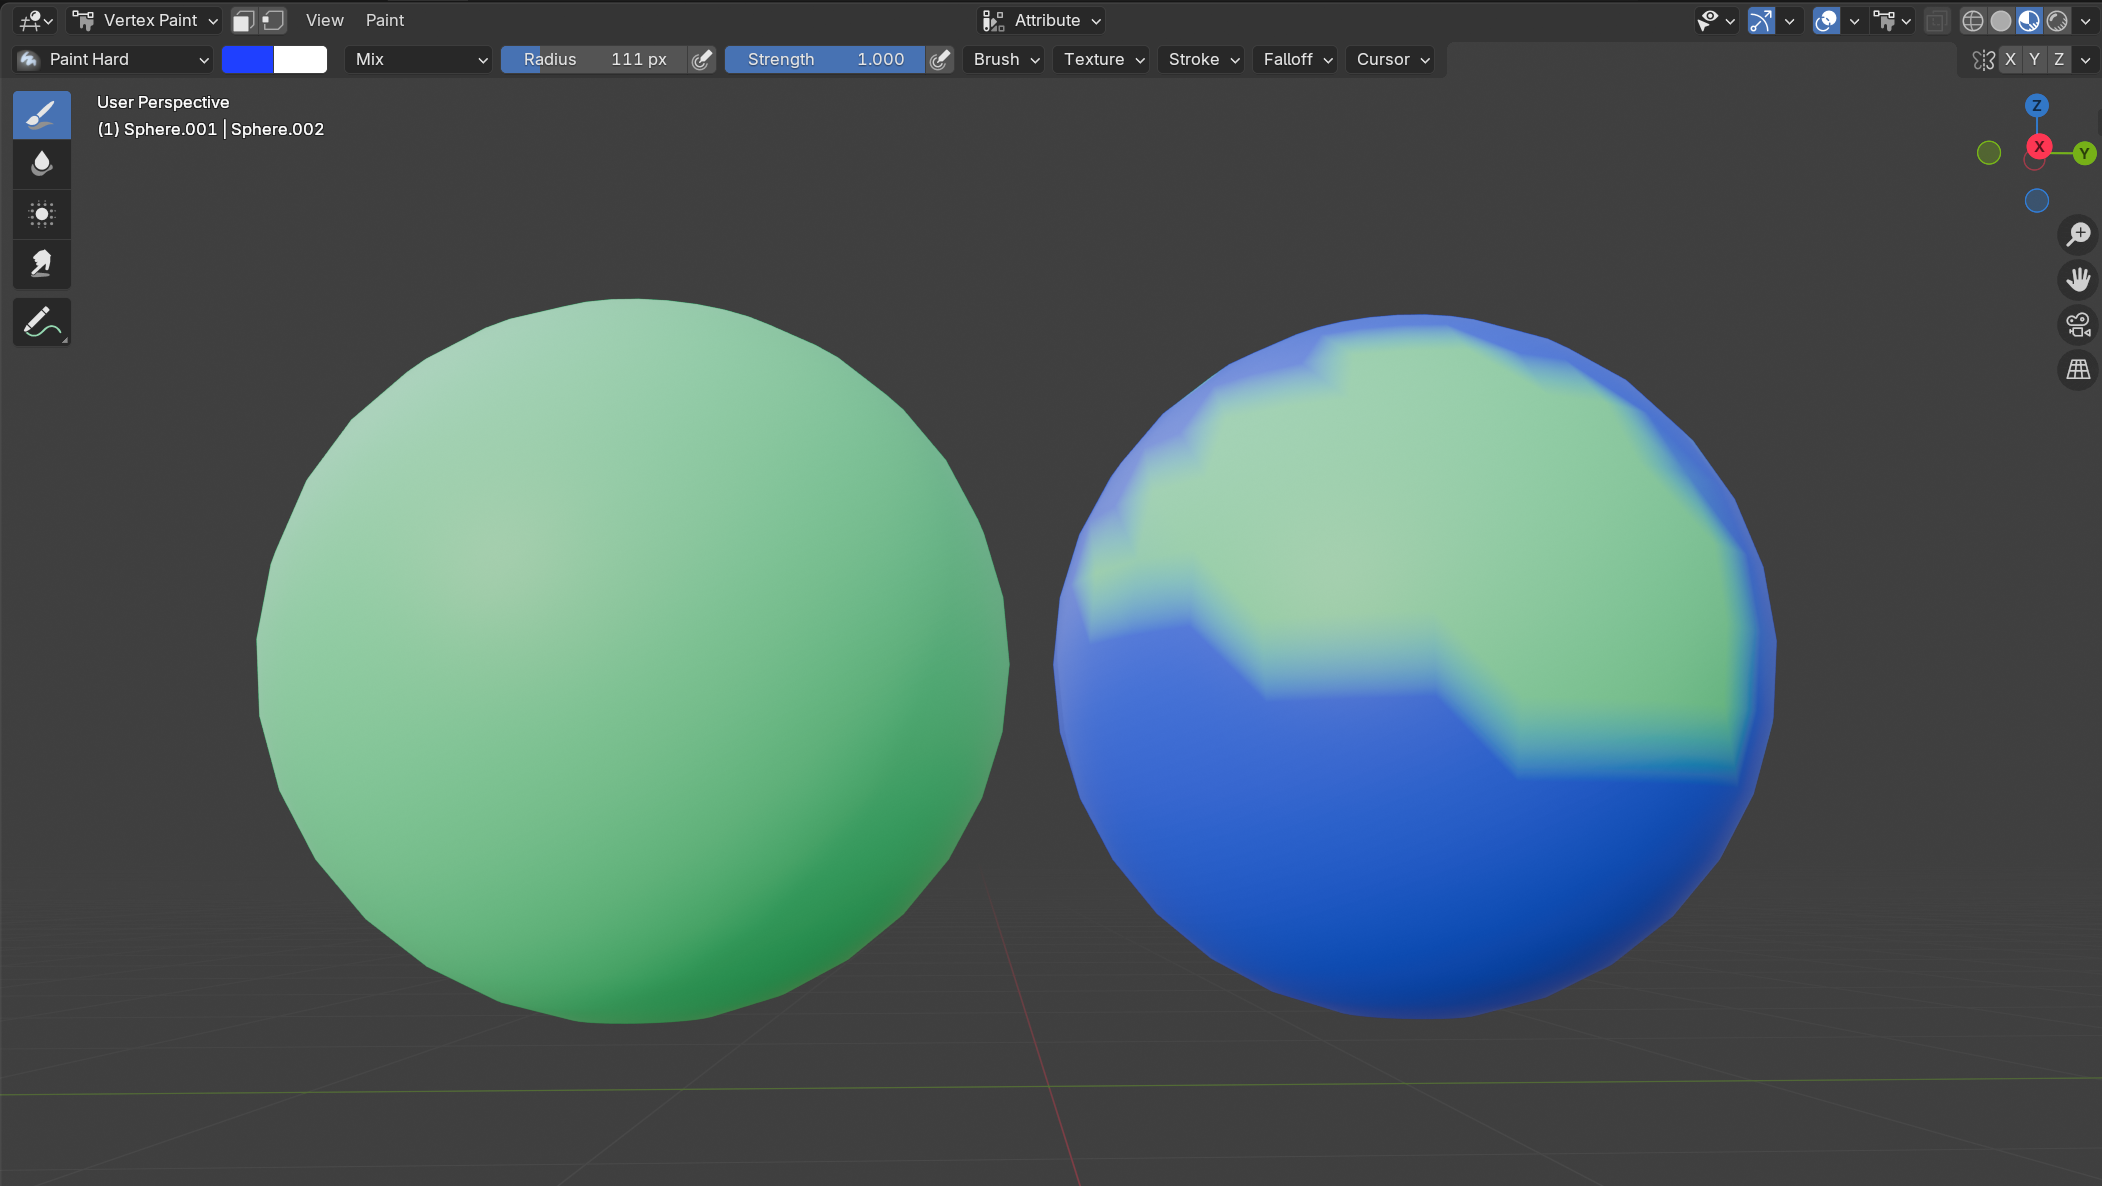 Vertex Paint View Paint Attribute
Paint Hard Mix Radius 111 px Strength 1.000 Brush Texture Stroke Falloff Cursor X Y Z
User Perspective
(1) Sphere.001 | Sphere.002
Z
X
Y